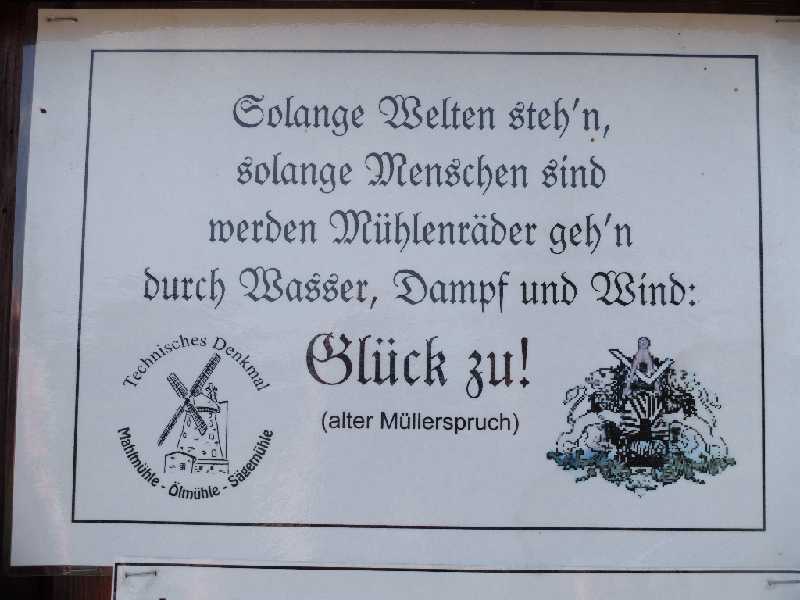 Solange Welten steh'n,
solange Menschen sind
werden Mühlenräder geh'n
durch Wasser, Dampf und Wind:
Glück zu!
(alter Müllerspruch)
Technisches Denkmal
Mahlmühle - Ölmühle - Sägemühle